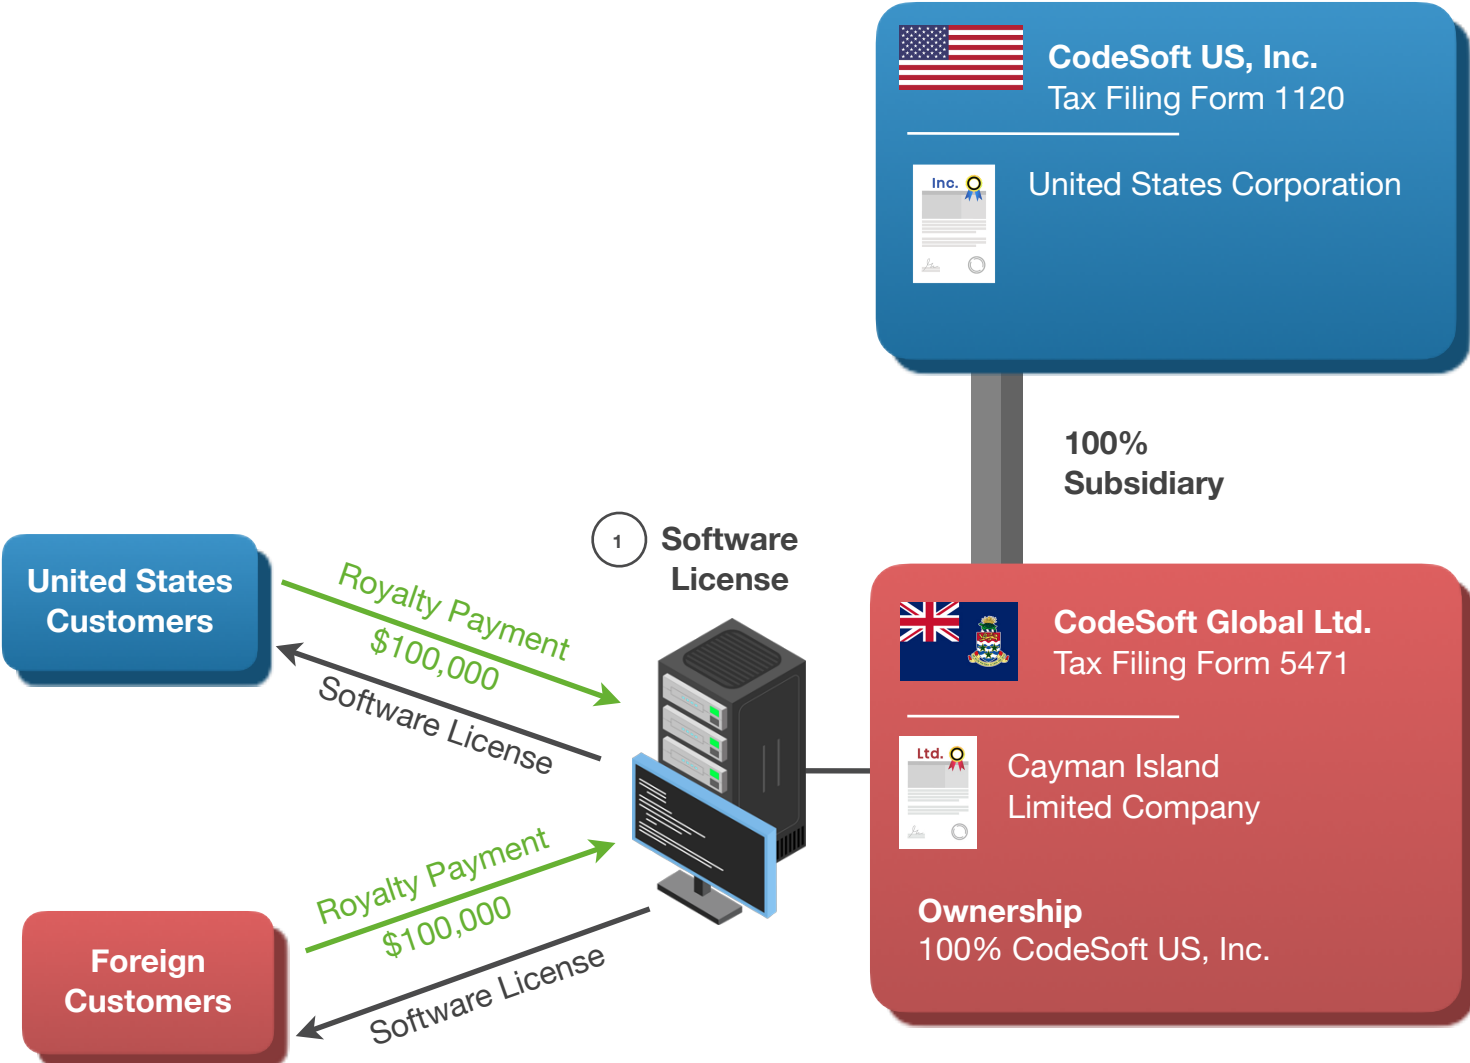 CodeSoft US, Inc.
Tax Filing Form 1120
Inc.
United States Corporation
100%
Subsidiary
1
Software
License
United States
Customers
Royalty Payment
$100,000
Software License
CodeSoft Global Ltd.
Tax Filing Form 5471
Ltd.
Cayman Island
Limited Company
Ownership
100% CodeSoft US, Inc.
Royalty Payment
$100,000
Software License
Foreign
Customers